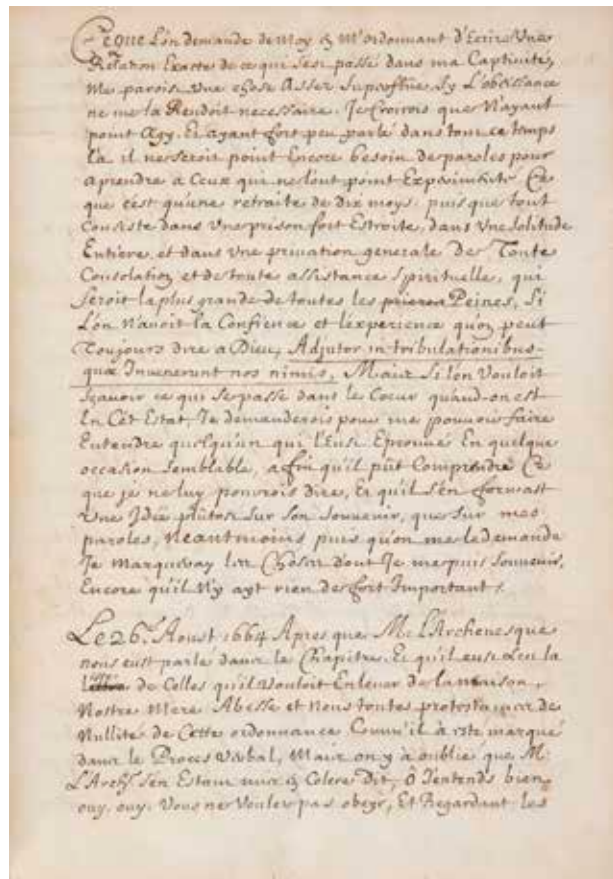 Ce que L'on demande de moy en M'ordonnant d'Ecrire Une
Relation Exacte de ce qui s'est passé dans ma Captivité,
Me paroist Une chose Assez Superflue, Sy L'obeissance
ne me la Rendoit necessaire. Je Croirois que N'ayant
point Agy, Et ayant fort peu parlé dans tout ce temps
là il ne seroit point Encore besoin de paroles pour
aprendre a Ceux qui ne l'ont point Experimenté Ce
que c'est qu'une retraite de dix moys, puis que tout
Consiste dans Une prison fort Estroite, dans Une solitude
Entiere, et dans Une privation generale de Toute
Consolation et de toute assistance spirituelle, qui
seroit la plus grande de toutes les Peines, Si
L'on N'avoit la Confience et l'experience qu'on peut
Toujours dire a Dieu, Adjutor in tribulationibus
quæ Invenerunt nos nimis, Mais Si l'on Vouloit
sçavoir ce qui se passe dans le Coeur quand on est
En Cét Estat, Je demanderois pour me pouvoir faire
Entendre quelqu'un qui l'Eust Eprouvé En quelque
occasion semblable, afin qu'il pût Comprendre Ce
que je ne luy pourrois dire, Et qu'il s'en formast
Une Idée plûtost Sur Son Souvenir, que Sur mes
paroles, Neantmoins puis qu'on me le demande
Je Marqueray les Choses dont Je me puis Souvenir,
Encore qu'il N'y ayt rien de fort Important /.
Le 26.e Aoust 1664 Apres que Mr. L'Archevesque
nous eust parlé dans le Chapitre, Et qu'il eust Leu la
de Celles qu'il Vouloit Enlever de la maison,
Nostre Mere Abesse et Nous toutes protestames de
Nullité de Cette ordonnance Comm'il à esté marqué
dans le Procez Verbal, Mais on y à oublié que Mr.
L'Arch. s'en Estant mis en Colere Dit, ô J'entends bien
ouy, ouy, Vous ne Voulez pas obeyr, Et Regardant les